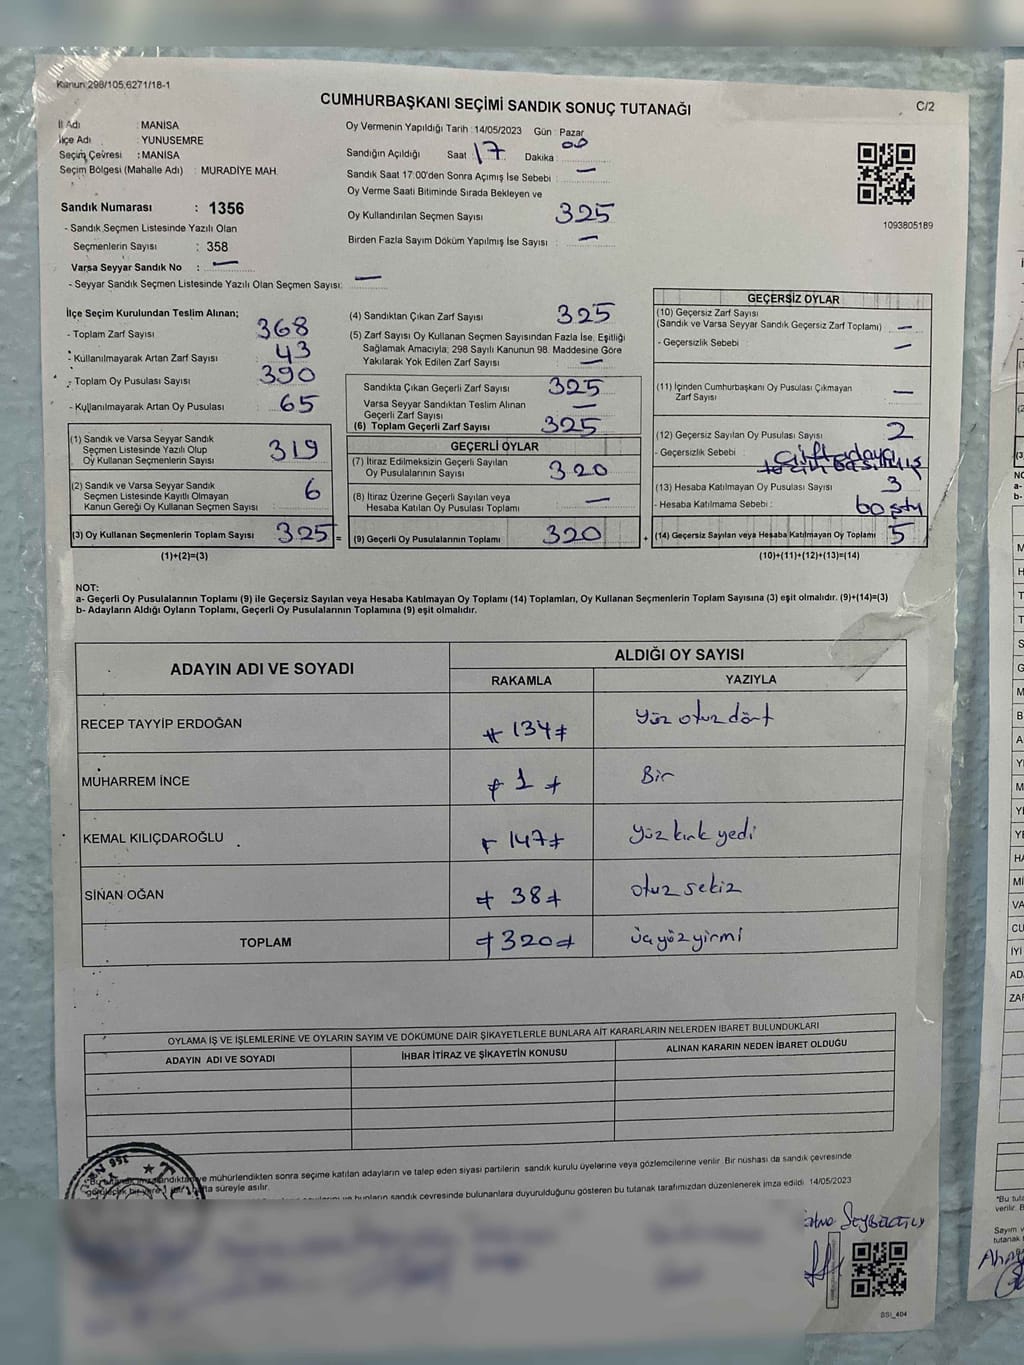 Kanun:298/105,6271/18-1
CUMHURBAŞKANI SEÇİMİ SANDIK SONUÇ TUTANAĞI
C/2
İl Adı : MANİSA
İlçe Adı : YUNUSEMRE
Seçim Çevresi : MANİSA
Seçim Bölgesi (Mahalle Adı) : MURADİYE MAH.
Sandık Numarası : 1356
- Sandık Seçmen Listesinde Yazılı Olan
Seçmenlerin Sayısı : 358
Varsa Seyyar Sandık No : —
- Seyyar Sandık Seçmen Listesinde Yazılı Olan Seçmen Sayısı: —
Oy Vermenin Yapıldığı Tarih : 14/05/2023 Gün : Pazar
Sandığın Açıldığı Saat 17 Dakika : 00
Sandık Saat 17:00'den Sonra Açımış İse Sebebi : —
Oy Verme Saati Bitiminde Sırada Bekleyen ve
Oy Kullandırılan Seçmen Sayısı 325
Birden Fazla Sayım Döküm Yapılmış İse Sayısı : —
1093805189
İlçe Seçim Kurulundan Teslim Alınan;
- Toplam Zarf Sayısı 368
- Kullanılmayarak Artan Zarf Sayısı 43
- Toplam Oy Pusulası Sayısı 390
- Kullanılmayarak Artan Oy Pusulası 65
(1) Sandık ve Varsa Seyyar Sandık
Seçmen Listesinde Yazılı Olup
Oy Kullanan Seçmenlerin Sayısı 319
(2) Sandık ve Varsa Seyyar Sandık
Seçmen Listesinde Kayıtlı Olmayan
Kanun Gereği Oy Kullanan Seçmen Sayısı 6
(3) Oy Kullanan Seçmenlerin Toplam Sayısı 325 =
(1)+(2)=(3)
(4) Sandıktan Çıkan Zarf Sayısı 325
(5) Zarf Sayısı Oy Kullanan Seçmen Sayısından Fazla İse, Eşitliği
Sağlamak Amacıyla; 298 Sayılı Kanunun 98. Maddesine Göre
Yakılarak Yok Edilen Zarf Sayısı —
Sandıkta Çıkan Geçerli Zarf Sayısı 325
Varsa Seyyar Sandıktan Teslim Alınan
Geçerli Zarf Sayısı —
(6) Toplam Geçerli Zarf Sayısı 325
GEÇERLİ OYLAR
(7) İtiraz Edilmeksizin Geçerli Sayılan
Oy Pusulasının Sayısı 320
(8) İtiraz Üzerine Geçerli Sayılan veya
Hesaba Katılan Oy Pusulası Toplamı —
(9) Geçerli Oy Pusulalarının Toplamı 320 +
GEÇERSİZ OYLAR
(10) Geçersiz Zarf Sayısı
(Sandık ve Varsa Seyyar Sandık Geçersiz Zarf Toplamı) —
- Geçersizlik Sebebi : —
(11) İçinden Cumhurbaşkanı Oy Pusulası Çıkmayan
Zarf Sayısı —
(12) Geçersiz Sayılan Oy Pusulası Sayısı 2
- Geçersizlik Sebebi : çift adaya
basılmış
(13) Hesaba Katılmayan Oy Pusulası Sayısı 3
- Hesaba Katılmama Sebebi : boştu
(14) Geçersiz Sayılan veya Hesaba Katılmayan Oy Toplamı 5
(10)+(11)+(12)+(13)=(14)
NOT:
a- Geçerli Oy Pusulalarının Toplamı (9) ile Geçersiz Sayılan veya Hesaba Katılmayan Oy Toplamı (14) Toplamları, Oy Kullanan Seçmenlerin Toplam Sayısına (3) eşit olmalıdır. (9)+(14)=(3)
b- Adayların Aldığı Oyların Toplamı, Geçerli Oy Pusulalarının Toplamına (9) eşit olmalıdır.
ADAYIN ADI VE SOYADI
ALDIĞI OY SAYISI
RAKAMLA YAZIYLA
RECEP TAYYİP ERDOĞAN 134 Yüz otuz dört
MUHARREM İNCE 1 Bir
KEMAL KILIÇDAROĞLU 147 Yüz kırk yedi
SİNAN OĞAN 38 otuz sekiz
TOPLAM 320 üçyüz yirmi
OYLAMA İŞ VE İŞLEMLERİNE VE OYLARIN SAYIM VE DÖKÜMÜNE DAİR ŞİKAYETLERLE BUNLARA AİT KARARLARIN NELERDEN İBARET BULUNDUKLARI
ADAYIN ADI VE SOYADI İHBAR İTİRAZ VE ŞİKAYETİN KONUSU ALINAN KARARIN NEDEN İBARET OLDUĞU
mühürlendikten sonra seçime katılan adayların ve talep eden siyasi partilerin sandık kurulu üyelerine veya gözlemcilerine verilir. Bir nüshası da sandık çevresinde
süreyle asılır.
bunların sandık çevresinde bulunanlara duyurulduğunu gösteren bu tutanak tarafımızdan düzenlenerek imza edildi. 14/05/2023
BSI_404